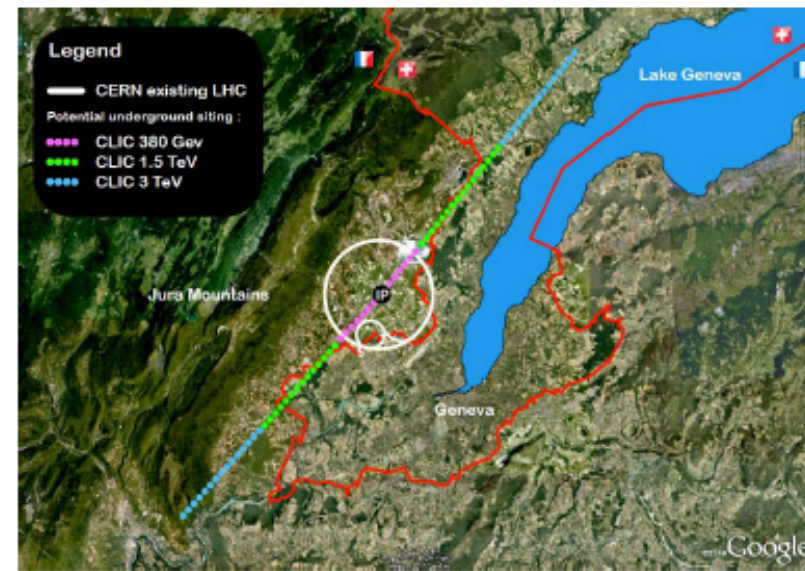 Legend
CERN existing LHC
Potential underground siting :
CLIC 380 Gev
CLIC 1.5 TeV
CLIC 3 TeV
Lake Geneva
Jura Mountains
IP
Geneva
Google